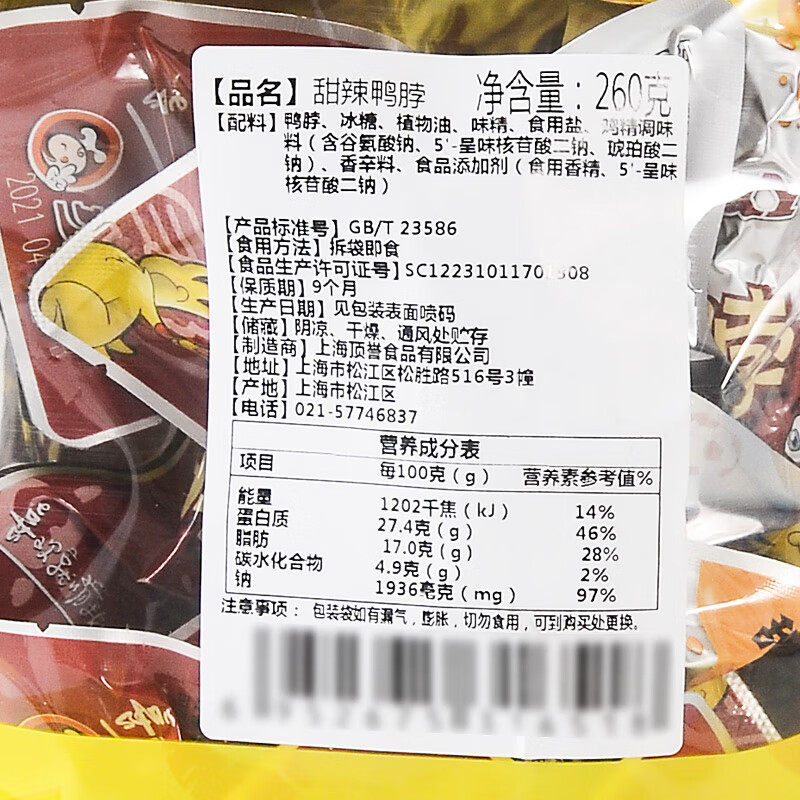 【品名】甜辣鸭脖 净含量：260克
【配料】鸭脖、冰糖、植物油、味精、食用盐、鸡精调味
料（含谷氨酸钠、5'-呈味核苷酸二钠、琥珀酸二
钠）、香辛料、食品添加剂（食用香精、5'-呈味
核苷酸二钠）
【产品标准号】GB/T 23586
【食用方法】拆袋即食
【食品生产许可证号】
【保质期】9个月
【生产日期】见包装表面喷码
【储藏】阴凉、干燥、通风处贮存
【制造商】上海顶誉食品有限公司
【地址】上海市松江区松胜路516号3幢
【产地】上海市松江区
【电话】021-57746837
营养成分表
项目 每100克（g） 营养素参考值%
能量 1202千焦（kJ） 14%
蛋白质 27.4克（g） 46%
脂肪 17.0克（g） 28%
碳水化合物 4.9克（g） 2%
钠 1936亳克（mg） 97%
注意事项： 包装袋如有漏气，膨胀，切勿食用，可到购买处更换。
2021 04